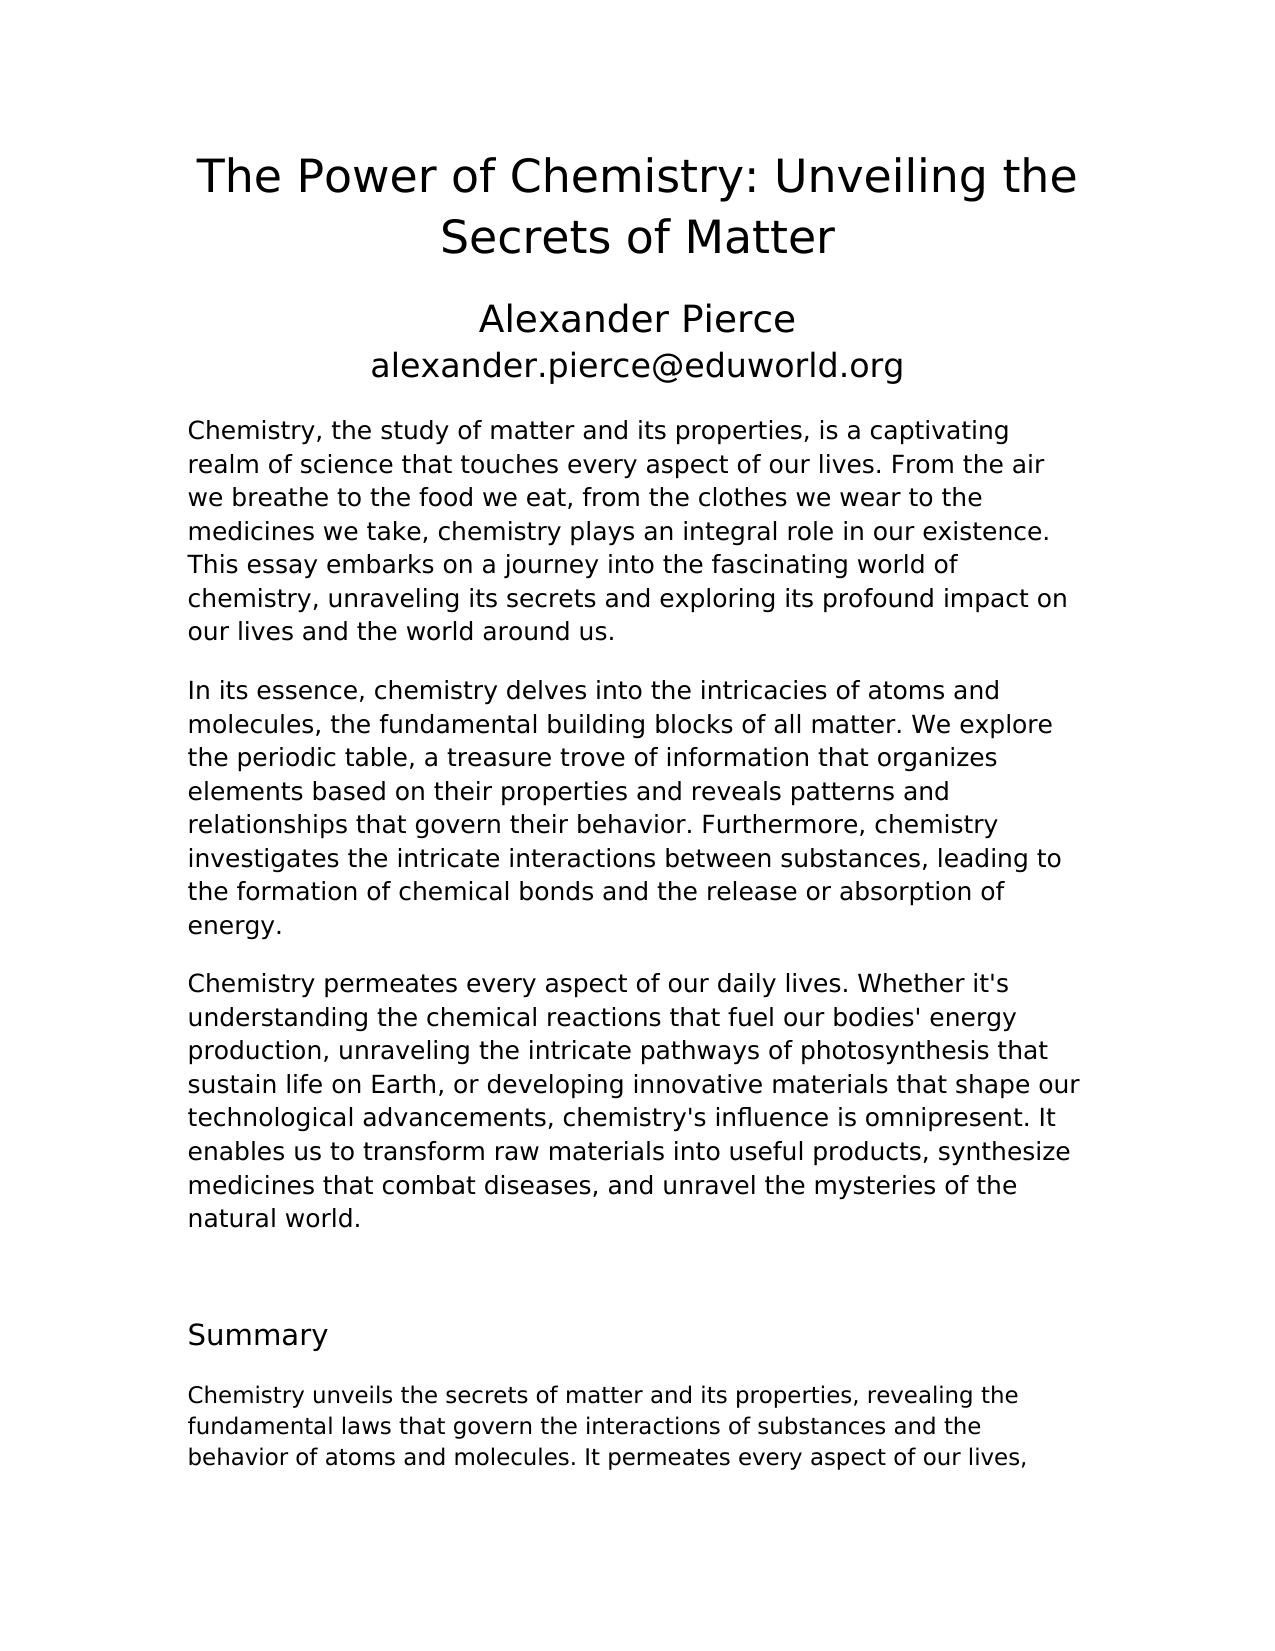 The Power of Chemistry: Unveiling the
Secrets of Matter
Alexander Pierce
alexander.pierce@eduworld.org
Chemistry, the study of matter and its properties, is a captivating
realm of science that touches every aspect of our lives. From the air
we breathe to the food we eat, from the clothes we wear to the
medicines we take, chemistry plays an integral role in our existence.
This essay embarks on a journey into the fascinating world of
chemistry, unraveling its secrets and exploring its profound impact on
our lives and the world around us.
In its essence, chemistry delves into the intricacies of atoms and
molecules, the fundamental building blocks of all matter. We explore
the periodic table, a treasure trove of information that organizes
elements based on their properties and reveals patterns and
relationships that govern their behavior. Furthermore, chemistry
investigates the intricate interactions between substances, leading to
the formation of chemical bonds and the release or absorption of
energy.
Chemistry permeates every aspect of our daily lives. Whether it's
understanding the chemical reactions that fuel our bodies' energy
production, unraveling the intricate pathways of photosynthesis that
sustain life on Earth, or developing innovative materials that shape our
technological advancements, chemistry's influence is omnipresent. It
enables us to transform raw materials into useful products, synthesize
medicines that combat diseases, and unravel the mysteries of the
natural world.
Summary
Chemistry unveils the secrets of matter and its properties, revealing the
fundamental laws that govern the interactions of substances and the
behavior of atoms and molecules. It permeates every aspect of our lives,